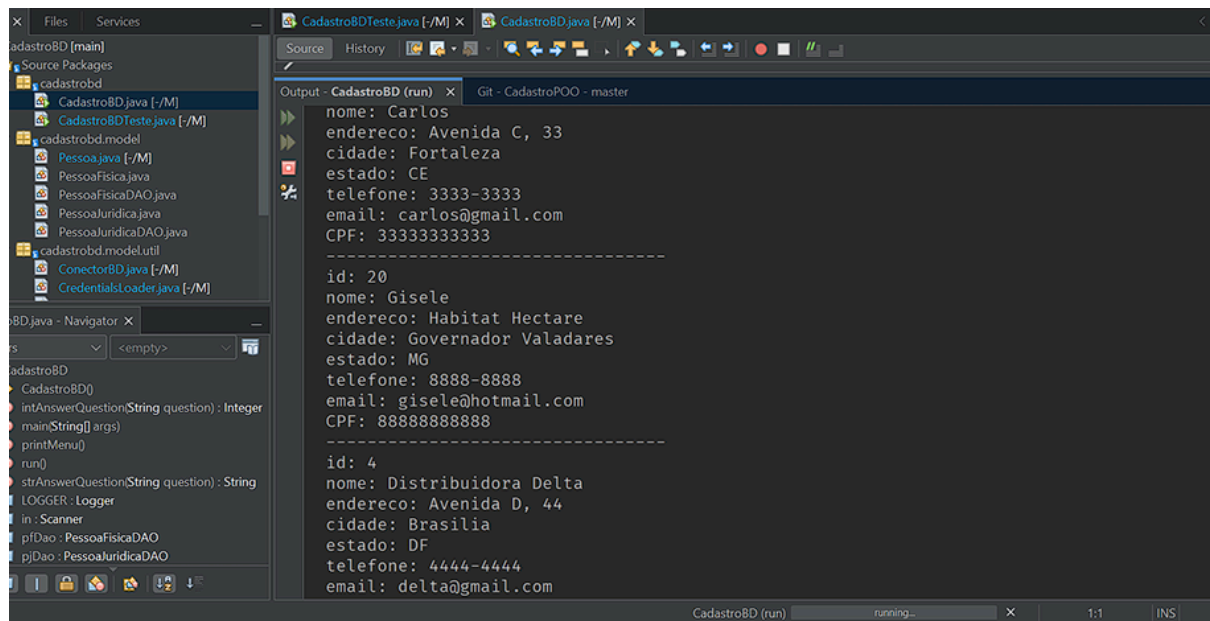 Files Services
CadastroBDTeste.java [-/M] × CadastroBD.java [-/M] ×
Source History
adastroBD [main]
Source Packages
cadastrobd
CadastroBD.java [-/M]
CadastroBDTeste.java [-/M]
cadastrobd.model
Pessoa.java [-/M]
PessoaFisica.java
PessoaFisicaDAO.java
PessoaJuridica.java
PessoaJuridicaDAO.java
cadastrobd.model.util
ConectorBD.java [-/M]
CredentialsLoader.java [-/M]
oBD.java - Navigator ×
rs <empty>
adastroBD
CadastroBD()
intAnswerQuestion(String question) : Integer
main(String[] args)
printMenu()
run()
strAnswerQuestion(String question) : String
LOGGER : Logger
in : Scanner
pfDao : PessoaFisicaDAO
pjDao : PessoaJuridicaDAO
Output - CadastroBD (run) × Git - CadastroPOO - master
nome: Carlos
endereco: Avenida C, 33
cidade: Fortaleza
estado: CE
telefone: 3333-3333
email: carlos@gmail.com
CPF: 33333333333
---------------------------------
id: 20
nome: Gisele
endereco: Habitat Hectare
cidade: Governador Valadares
estado: MG
telefone: 8888-8888
email: gisele@hotmail.com
CPF: 88888888888
---------------------------------
id: 4
nome: Distribuidora Delta
endereco: Avenida D, 44
cidade: Brasilia
estado: DF
telefone: 4444-4444
email: delta@gmail.com
CadastroBD (run) running... × 1:1 INS